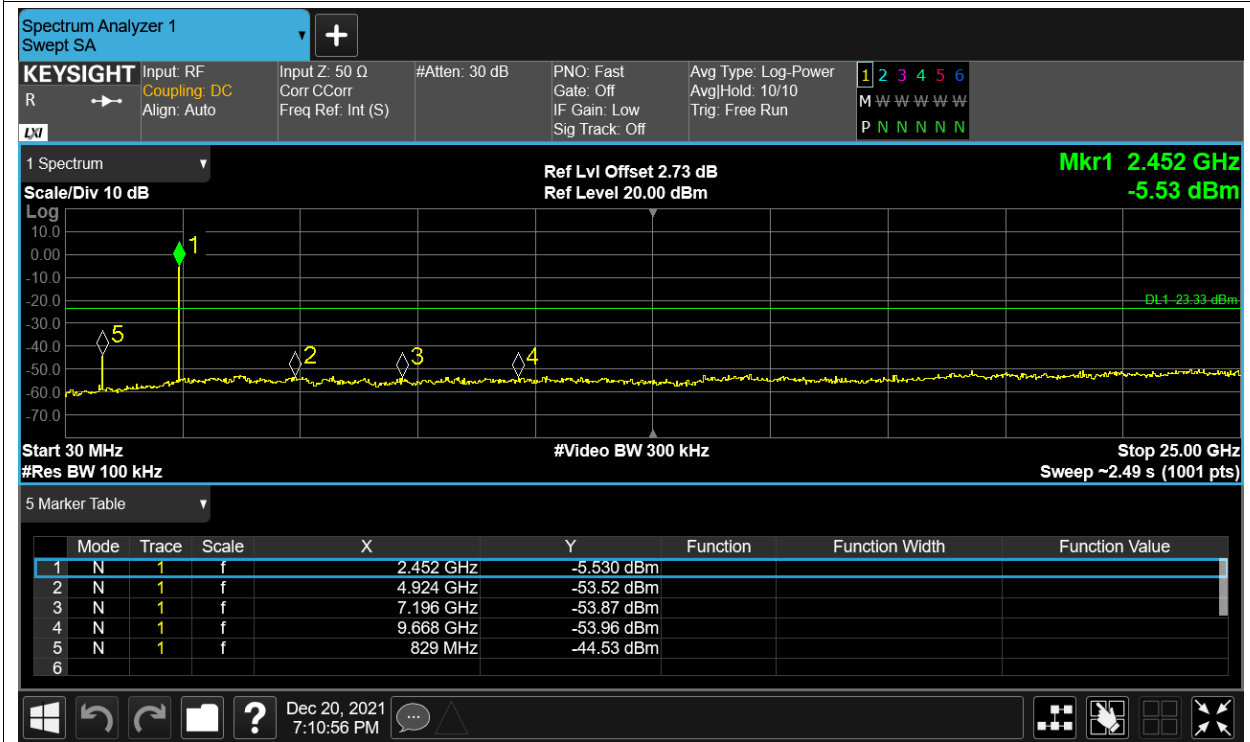 Spectrum Analyzer 1
Swept SA
+
KEYSIGHT Input: RF Input Z: 50 Ω #Atten: 30 dB PNO: Fast Avg Type: Log-Power 1 2 3 4 5 6
R Coupling: DC Corr CCorr Gate: Off Avg|Hold: 10/10 M W W W W W
Align: Auto Freq Ref: Int (S) IF Gain: Low Trig: Free Run
LXI Sig Track: Off P N N N N N
1 Spectrum Ref Lvl Offset 2.73 dB Mkr1 2.452 GHz
Scale/Div 10 dB Ref Level 20.00 dBm -5.53 dBm
Log
10.0
1
0.00
-10.0
-20.0 DL1 -23.33 dBm
-30.0
5
-40.0
2 3 4
-50.0
-60.0
-70.0
Start 30 MHz #Video BW 300 kHz Stop 25.00 GHz
#Res BW 100 kHz Sweep ~2.49 s (1001 pts)
5 Marker Table
Mode Trace Scale X Y Function Function Width Function Value
1 N 1 f 2.452 GHz -5.530 dBm
2 N 1 f 4.924 GHz -53.52 dBm
3 N 1 f 7.196 GHz -53.87 dBm
4 N 1 f 9.668 GHz -53.96 dBm
5 N 1 f 829 MHz -44.53 dBm
6
? Dec 20, 2021
7:10:56 PM